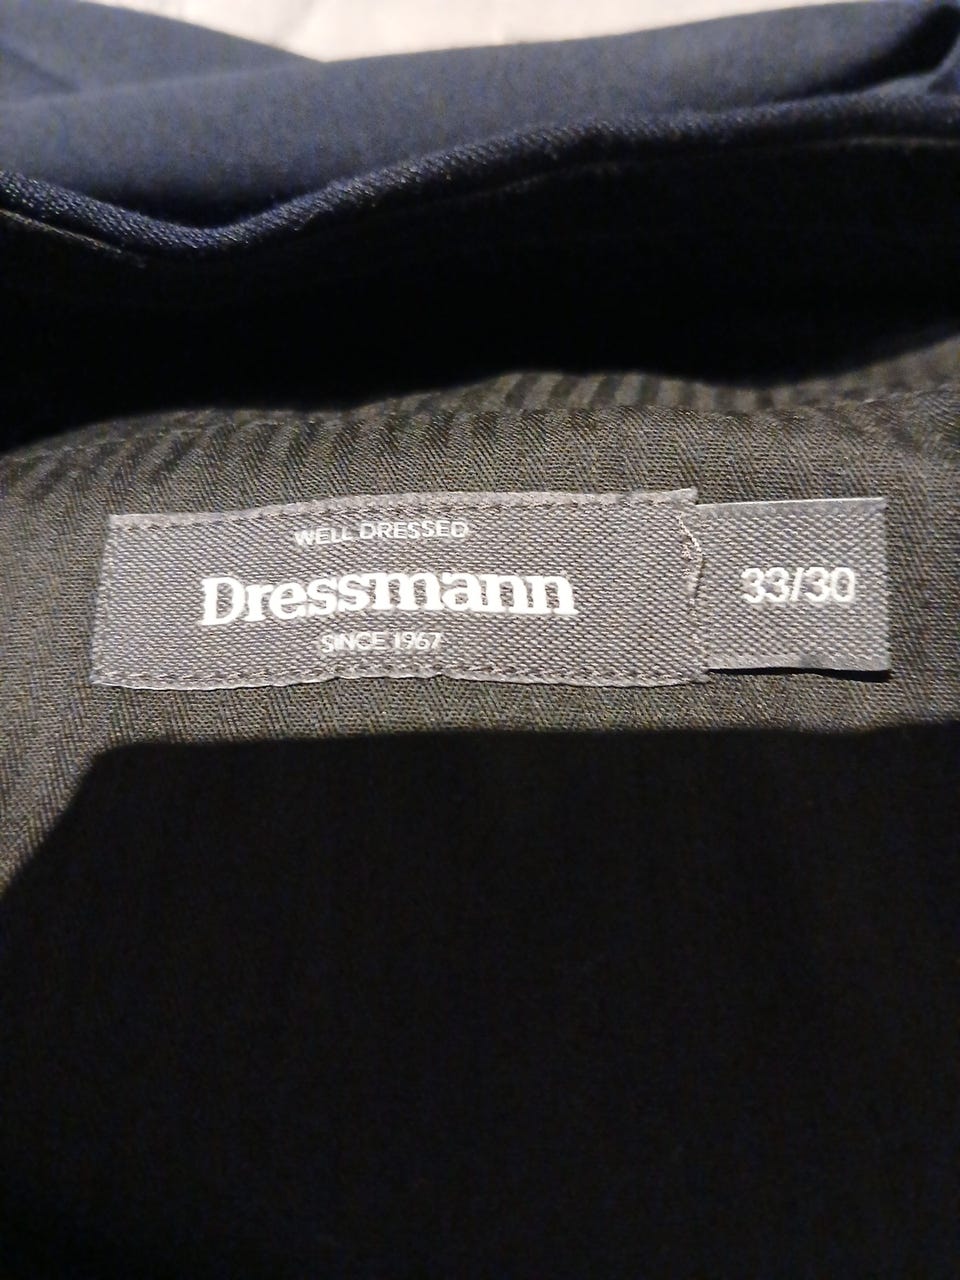 WELL DRESSED
Dressmann
SINCE 1967
33/30